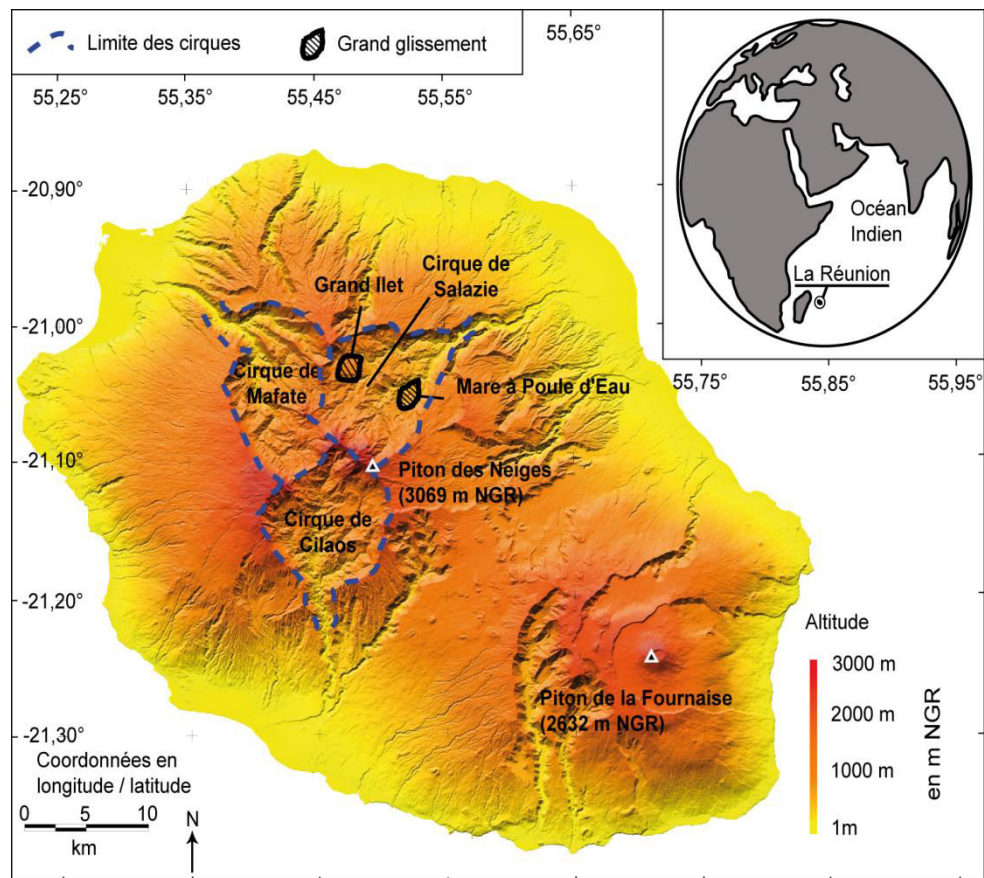 Limite des cirques
Grand glissement
55,65°
55,25°
55,35°
55,45°
55,55°
Océan
Indien
La Réunion
-20,90°
Cirque de
Salazie
Grand Ilet
-21,00°
Cirque de
Mafate
Mare à Poule d'Eau
55,75°
55,85°
55,95°
-21,10°
Piton des Neiges
(3069 m NGR)
Cirque de
Cilaos
-21,20°
Altitude
3000 m
2000 m
1000 m
1m
en m NGR
Piton de la Fournaise
(2632 m NGR)
-21,30°
Coordonnées en
longitude / latitude
0 5 10
km
N